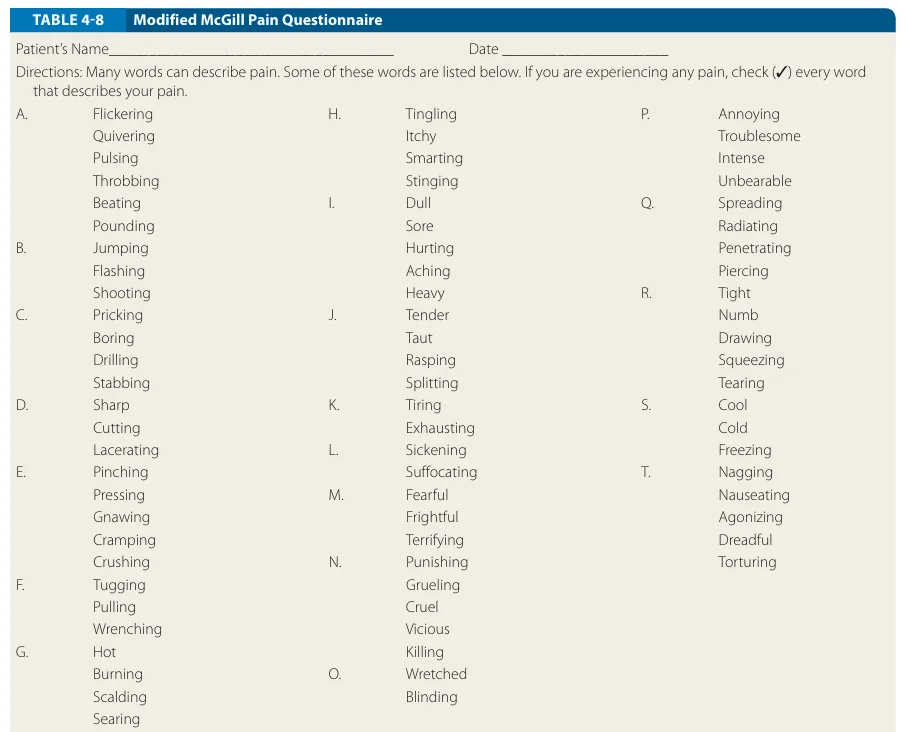 TABLE 4-8 Modified McGill Pain Questionnaire
Patient's Name____________________________________ Date _____________________
Directions: Many words can describe pain. Some of these words are listed below. If you are experiencing any pain, check (✓) every word
that describes your pain.
A. Flickering H. Tingling P. Annoying
Quivering Itchy Troublesome
Pulsing Smarting Intense
Throbbing Stinging Unbearable
Beating I. Dull Q. Spreading
Pounding Sore Radiating
B. Jumping Hurting Penetrating
Flashing Aching Piercing
Shooting Heavy R. Tight
C. Pricking J. Tender Numb
Boring Taut Drawing
Drilling Rasping Squeezing
Stabbing Splitting Tearing
D. Sharp K. Tiring S. Cool
Cutting Exhausting Cold
Lacerating L. Sickening Freezing
E. Pinching Suffocating T. Nagging
Pressing M. Fearful Nauseating
Gnawing Frightful Agonizing
Cramping Terrifying Dreadful
Crushing N. Punishing Torturing
F. Tugging Grueling
Pulling Cruel
Wrenching Vicious
G. Hot Killing
Burning O. Wretched
Scalding Blinding
Searing